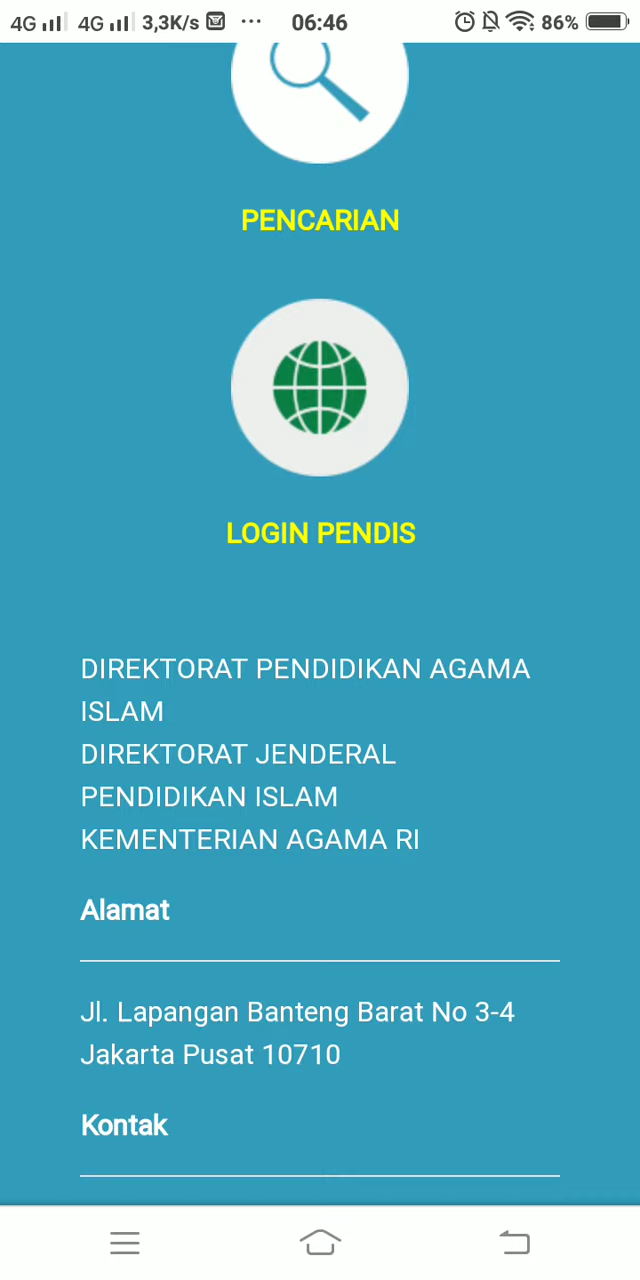 4G 4G 3,3K/s ... 06:46 86%
PENCARIAN
LOGIN PENDIS
DIREKTORAT PENDIDIKAN AGAMA
ISLAM
DIREKTORAT JENDERAL
PENDIDIKAN ISLAM
KEMENTERIAN AGAMA RI
Alamat
Jl. Lapangan Banteng Barat No 3-4
Jakarta Pusat 10710
Kontak